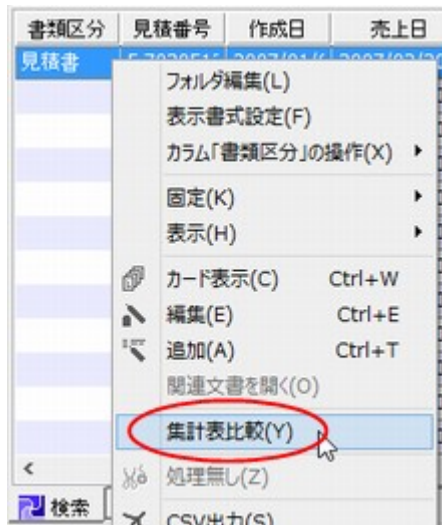 書類区分 見積番号 作成日 売上日
見積書
フォルダ編集(L)
表示書式設定(F)
カラム「書類区分」の操作(X)
固定(K)
表示(H)
カード表示(C) Ctrl+W
編集(E) Ctrl+E
追加(A) Ctrl+T
関連文書を開く(O)
集計表比較(Y)
処理無し(Z)
検索
CSV出力(S)